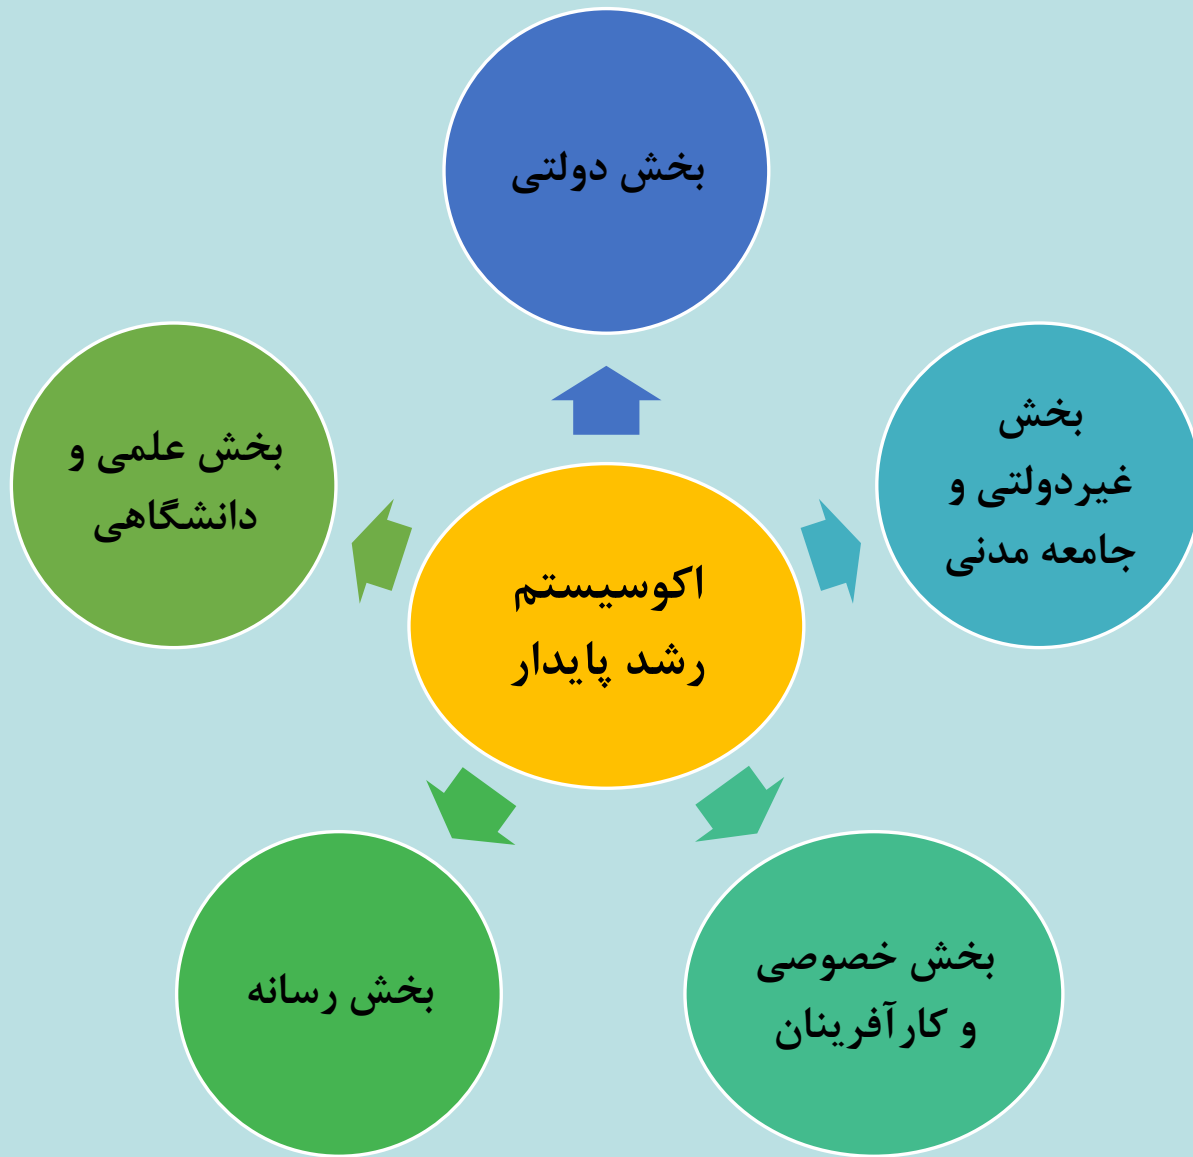 بخش دولتی
بخش
غیردولتی و
جامعه مدنی
بخش علمی و
دانشگاهی
اکوسیستم
رشد پایدار
بخش خصوصی
و کارآفرینان
بخش رسانه